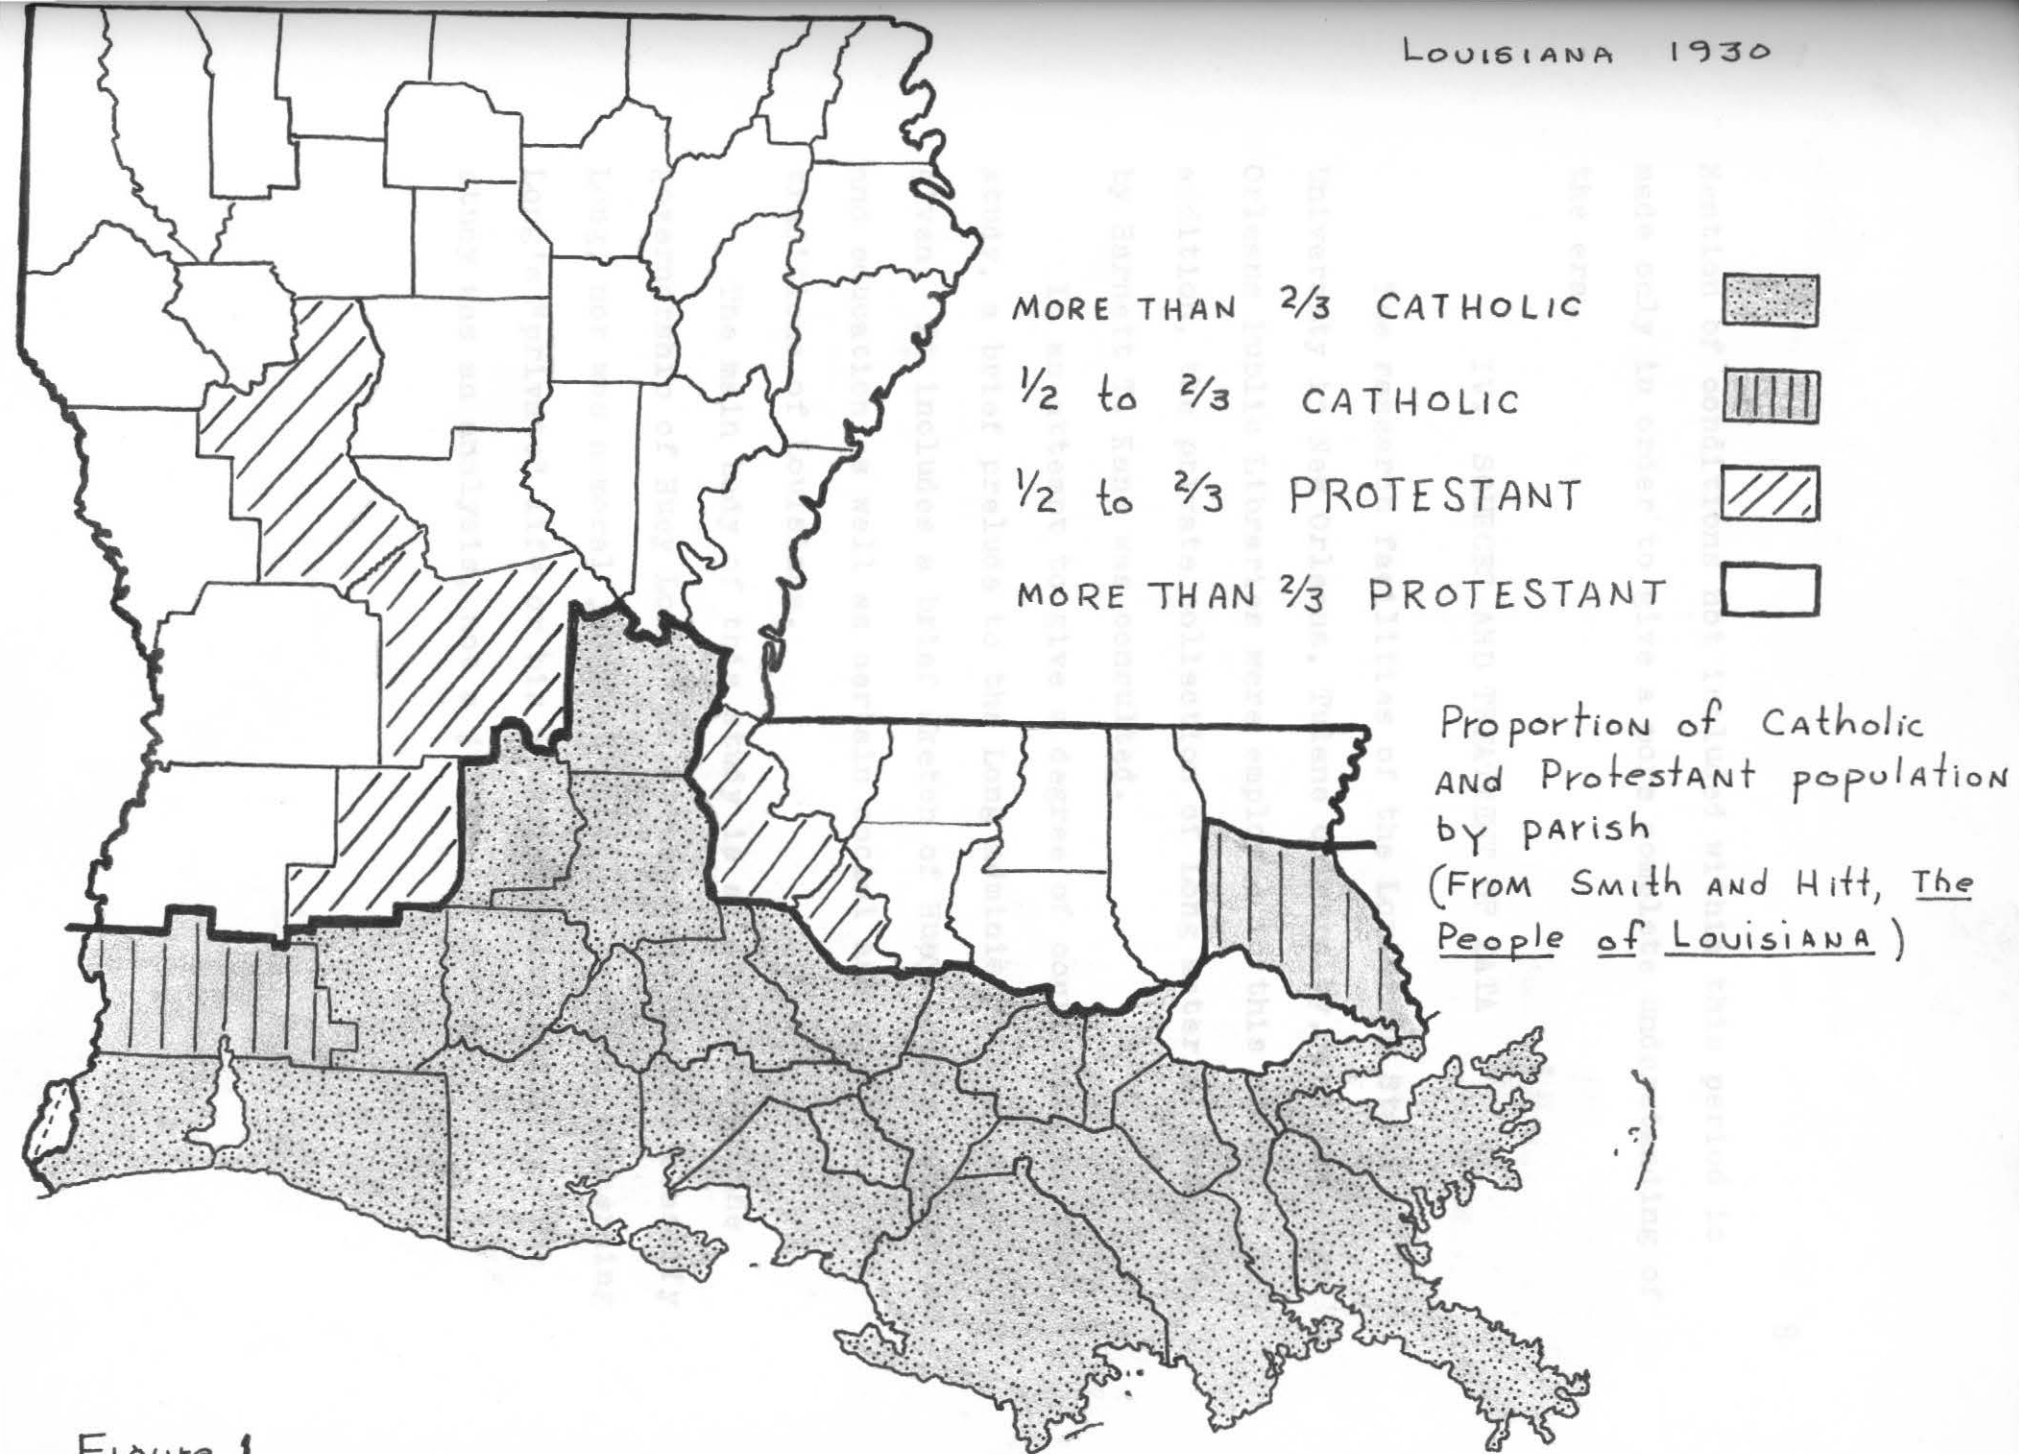 LOUISIANA 1930
MORE THAN 2/3 CATHOLIC
1/2 to 2/3 CATHOLIC
1/2 to 2/3 PROTESTANT
MORE THAN 2/3 PROTESTANT
Proportion of Catholic
AND Protestant population
by parish
(From Smith and Hitt, The
People of Louisiana)
Figure 1